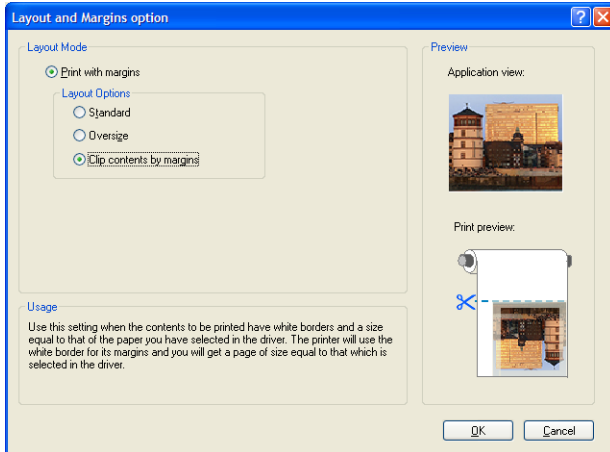 Layout and Margins option
Layout Mode
Print with margins
Layout Options
Standard
Oversize
Clip contents by margins
Usage
Use this setting when the contents to be printed have white borders and a size
equal to that of the paper you have selected in the driver. The printer will use the
white border for its margins and you will get a page of size equal to that which is
selected in the driver.
Preview
Application view:
Print preview:
OK
Cancel